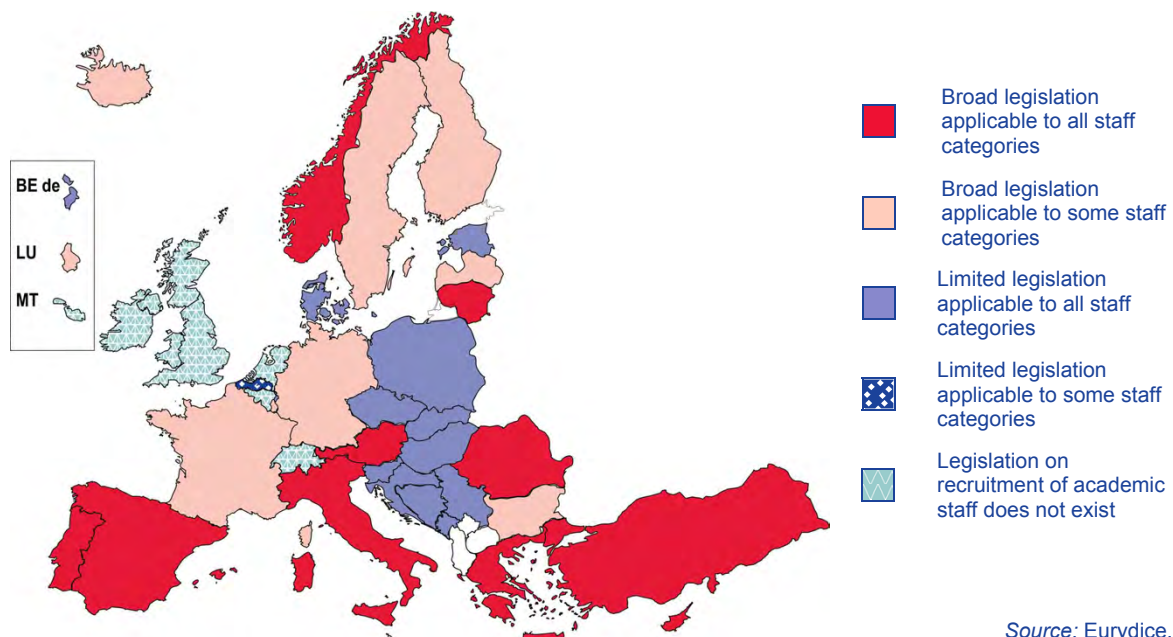 BE de
LU
MT
Broad legislation
applicable to all staff
categories
Broad legislation
applicable to some staff
categories
Limited legislation
applicable to all staff
categories
Limited legislation
applicable to some staff
categories
Legislation on
recruitment of academic
staff does not exist
Source: Eurydice.